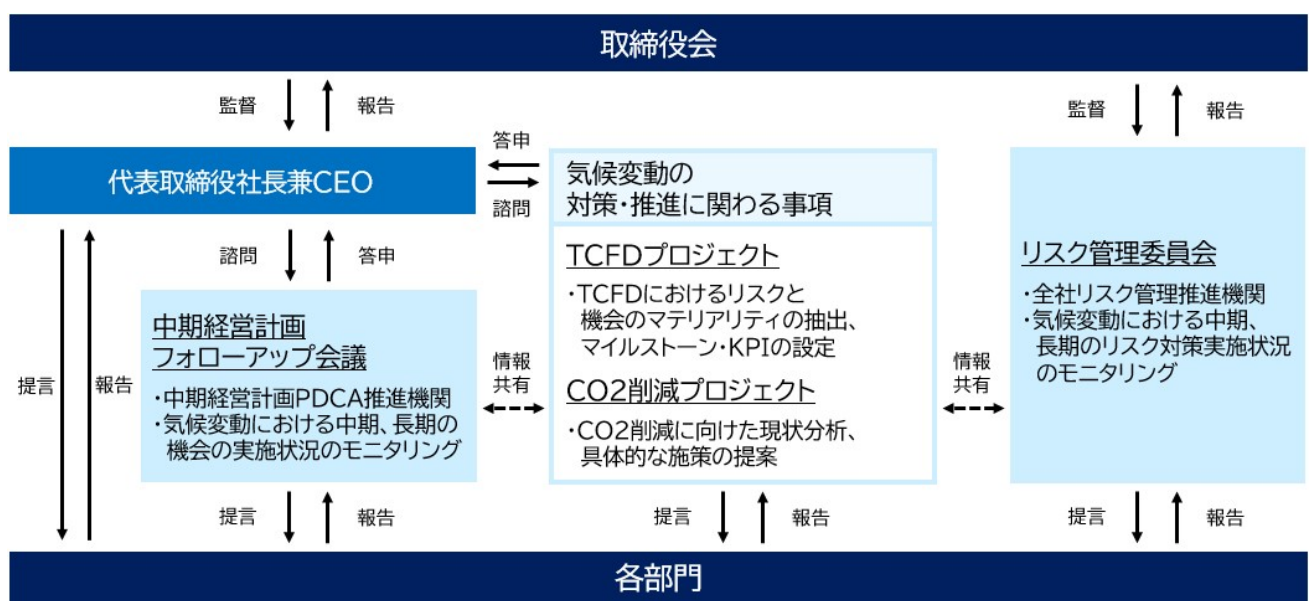 取締役会
監督
報告
監督
報告
代表取締役社長兼CEO
答申
諮問
気候変動の
対策・推進に関わる事項
諮問
答申
TCFDプロジェクト
・TCFDにおけるリスクと
機会のマテリアリティの抽出、
マイルストーン・KPIの設定
CO2削減プロジェクト
・CO2削減に向けた現状分析、
具体的な施策の提案
リスク管理委員会
・全社リスク管理推進機関
・気候変動における中期、
長期のリスク対策実施状況
のモニタリング
中期経営計画
フォローアップ会議
・中期経営計画PDCA推進機関
・気候変動における中期、長期の
機会の実施状況のモニタリング
提言
報告
情報
共有
情報
共有
提言
報告
提言
報告
提言
報告
各部門